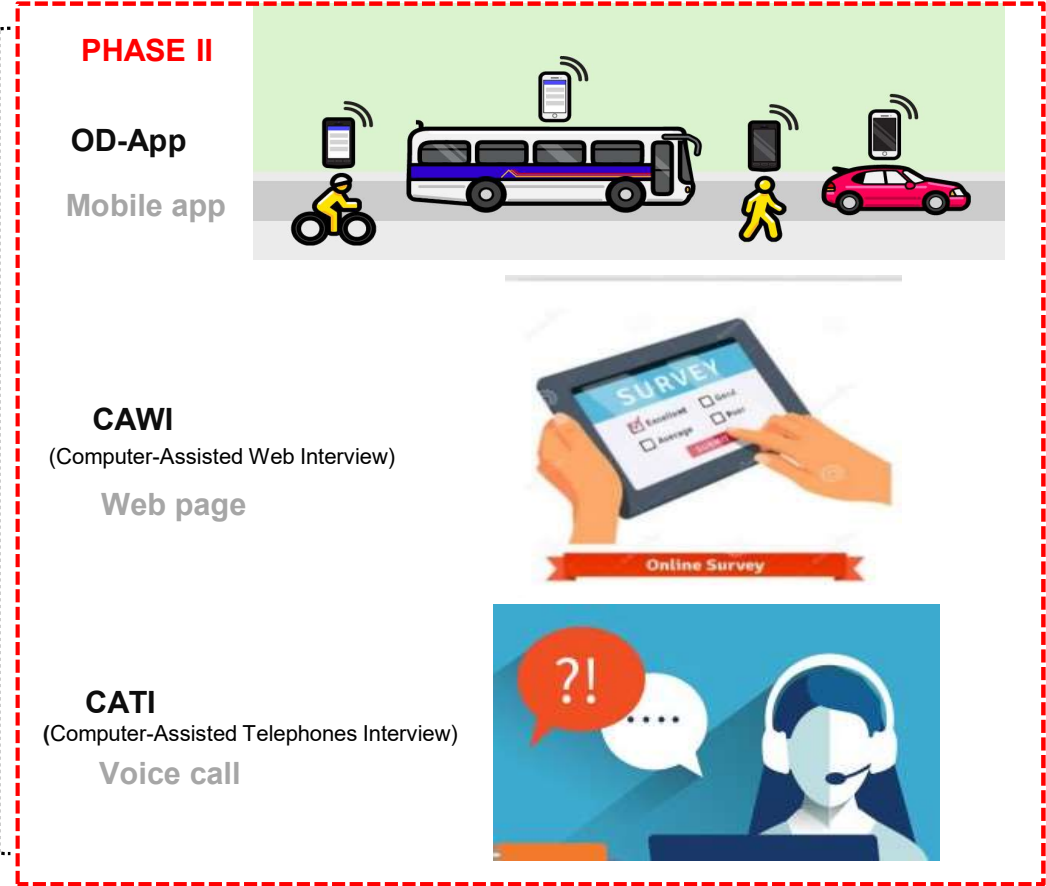 PHASE II
OD-App
Mobile app
SURVEY
Excellent
Good
Average
Poor
SUBMIT
Online Survey
CAWI
(Computer-Assisted Web Interview)
Web page
?!
....
CATI
(Computer-Assisted Telephones Interview)
Voice call